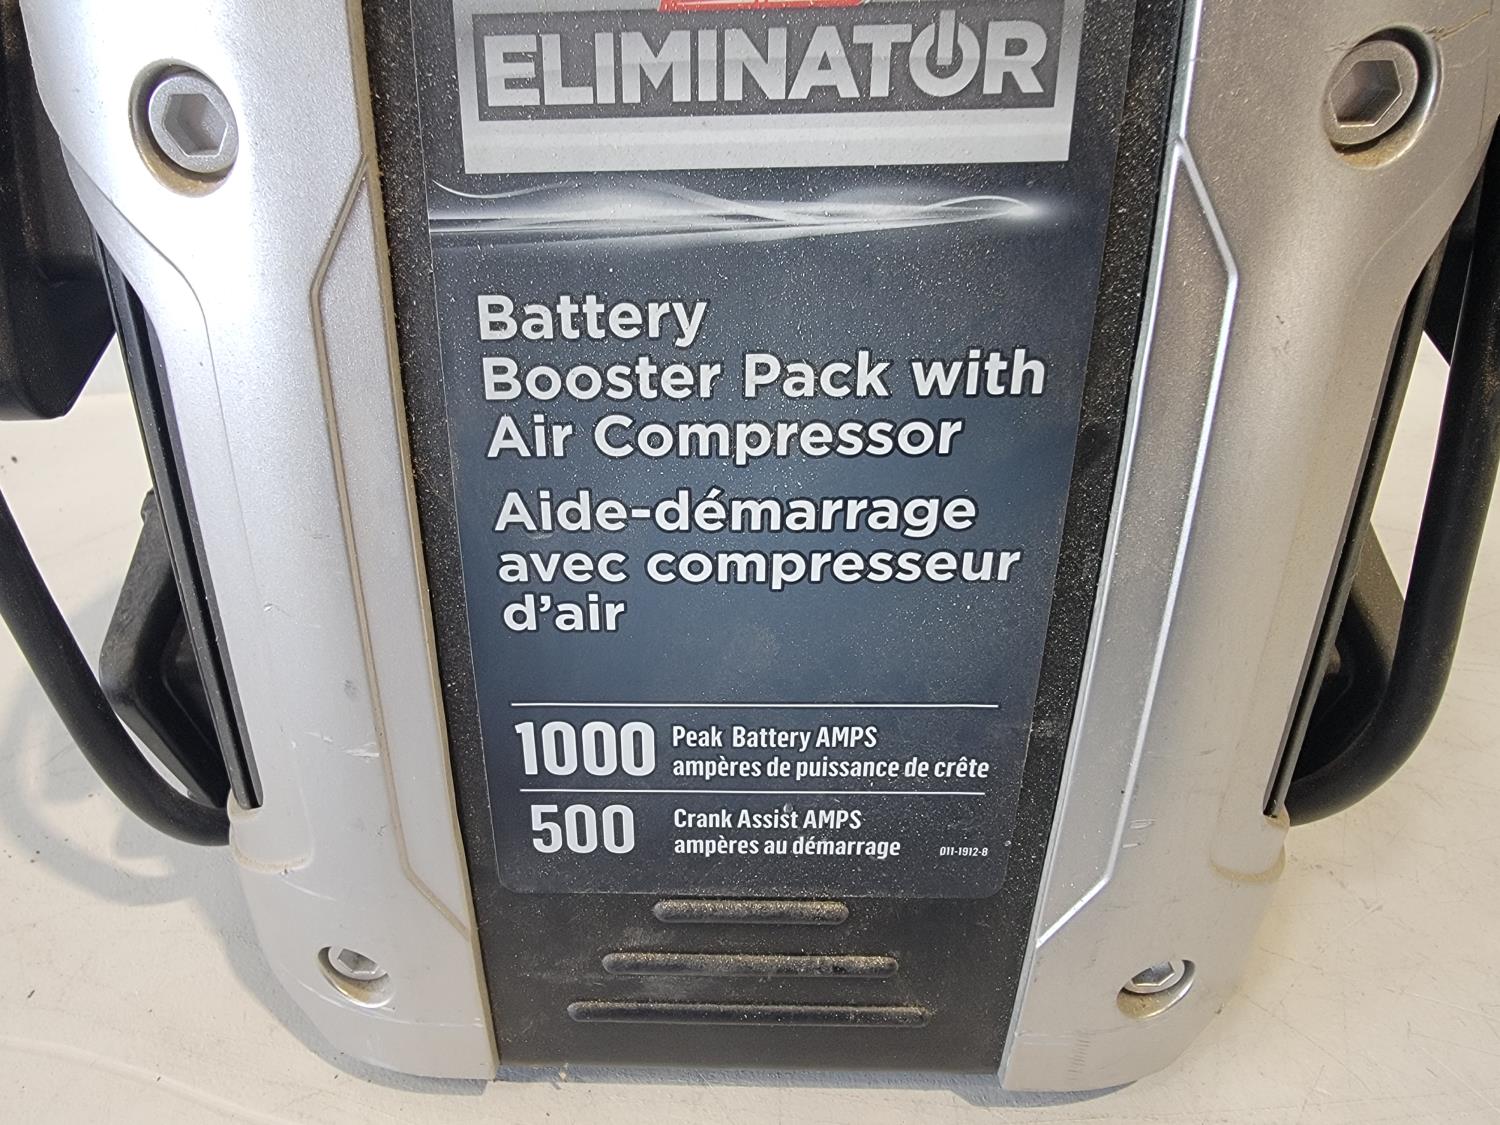 ELIMINATOR
Battery
Booster Pack with
Air Compressor
Aide-démarrage
avec compresseur
d'air
1000 Peak Battery AMPS
ampères de puissance de crête
500 Crank Assist AMPS
ampères au démarrage 011-1912-8